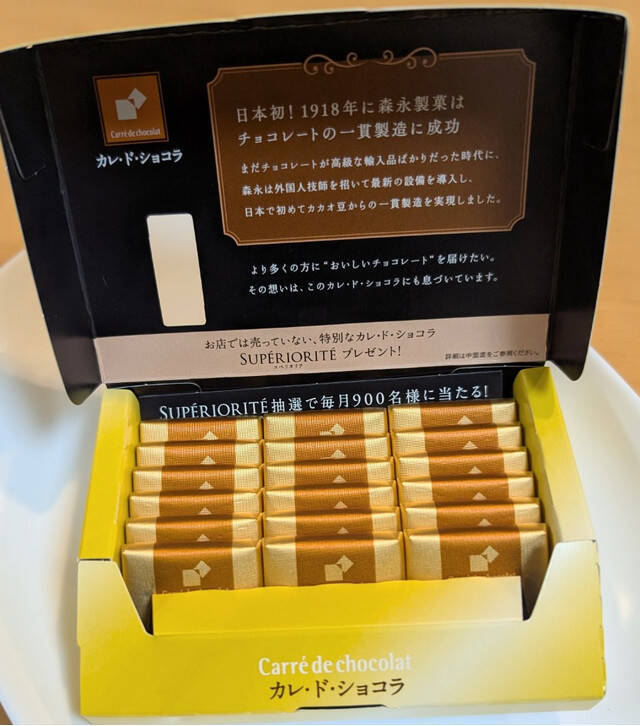 Carré de chocolat
カレ・ド・ショコラ
日本初！1918年に森永製菓は
チョコレートの一貫製造に成功
まだチョコレートが高級な輸入品ばかりだった時代に、
森永は外国人技師を招いて最新の設備を導入し、
日本で初めてカカオ豆からの一貫製造を実現しました。
より多くの方に“おいしいチョコレート”を届けたい。
その想いは、このカレ・ド・ショコラにも息づいています。
お店では売っていない、特別なカレ・ド・ショコラ
SUPÉRIORITÉ プレゼント！
スペリオリテ
詳細は中面裏をご参照ください。
SUPÉRIORITÉ 抽選で毎月900名様に当たる！
Carré de chocolat
カレ・ド・ショコラ